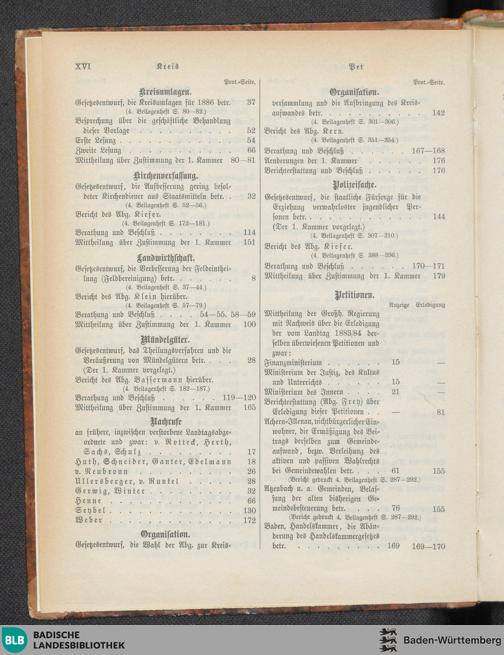 XVI Kreis Pet
Prot.-Seite.
Kreisumlagen.
Gesetzesentwurf, die Kreisumlagen für 1886 betr. 37
(4. Beilagenheft S. 80—82.)
Besprechung über die geschäftliche Behandlung
dieser Vorlage . . . . . . . 52
Erste Lesung . . . . . . . 54
Zweite Lesung . . . . . . . 66
Mittheilung über Zustimmung der 1. Kammer 80—81
Kirchenverfassung.
Gesetzesentwurf, die Aufbesserung gering besol-
deter Kirchendiener aus Staatsmitteln betr. . 32
(4. Beilagenheft S. 52—56.)
Bericht des Abg. Kiefer.
(4. Beilagenheft S. 172—181.)
Berathung und Beschluß . . . . . . . 114
Mittheilung über Zustimmung der 1. Kammer 151
Landwirthschaft.
Gesetzesentwurf, die Verbesserung der Feldeinthei-
lung (Feldbereinigung) betr. . . . . . . 8
(4. Beilagenheft S. 37—44.)
Bericht des Abg. Klein hierüber.
(4. Beilagenheft S. 57—79.)
Berathung und Beschluß . . . . 54—55. 58—59
Mittheilung über Zustimmung der 1. Kammer 100
Mündelgüter.
Gesetzesentwurf, das Theilungsverfahren und die
Veräußerung von Mündelgütern betr. . . . 28
(Der 1. Kammer vorgelegt.)
Bericht des Abg. Bassermann hierüber.
(4. Beilagenheft S. 182—187.)
Berathung und Beschluß . . . . . . 119—120
Mittheilung über Zustimmung der 1. Kammer 165
Nachrufe
an frühere, inzwischen verstorbene Landtagsabge-
ordnete und zwar: v. Rotteck, Herth,
Sachs, Schulz . . . . . . . 17
Huth, Schneider, Ganter, Edelmann 18
v. Neubronn . . . . . . . 26
Ullersberger, v. Runkel . . . . 28
Gerwig, Winter . . . . . . . 32
Henne . . . . . . . 66
Seybel . . . . . . . 130
Weber . . . . . . . 172
Organisation.
Gesetzesentwurf, die Wahl der Abg. zur Kreis-
Prot.-Seite.
Organisation.
versammlung und die Aufbringung des Kreis-
aufwandes betr. . . . . . . 142
(4. Beilagenheft S. 301—306.)
Bericht des Abg. Kern.
(4. Beilagenheft S. 351—354.)
Berathung und Beschluß . . . . . . 167—168
Aenderungen der 1. Kammer . . . . . . 176
Berichterstattung und Beschluß . . . . . 176
Polizeisache.
Gesetzesentwurf, die staatliche Fürsorge für die
Erziehung verwahrloster jugendlicher Per-
sonen betr. . . . . . . 144
(Der 1. Kammer vorgelegt.)
(4. Beilagenheft S. 307—210.)
Bericht des Abg. Kiefer.
(4. Beilagenheft S. 388—396.)
Berathung und Beschluß . . . . . . 170—171
Mittheilung über Zustimmung der 1. Kammer 179
Petitionen.
Anzeige Erledigung
Mittheilung der Großh. Regierung
mit Nachweis über die Erledigung
der vom Landtag 1883/84 der-
selben überwiesenen Petitionen und
zwar:
Finanzministerium . . . . . . 15 —
Ministerium der Justiz, des Kultus
und Unterrichts . . . . . . 15 —
Ministerium des Innern . . . . 21 —
Berichterstattung (Abg. Frey) über
Erledigung dieser Petitionen . . — 81
Achern-Illenau, nichtbürgerlicher Ein-
wohner, die Ermäßigung des Bei-
trags derselben zum Gemeinde-
aufwand, bezw. Verleihung des
aktiven und passiven Wahlrechts
bei Gemeindewahlen betr. . . . 61 155
(Bericht gedruckt 4. Beilagenheft S. 287—292.)
Atzenbach u. a. Gemeinden, Belas-
sung der alten bisherigen Ge-
meindebesteuerung betr. . . . 76 155
(Bericht gedruckt 4. Beilagenheft S. 287—292.)
Baden, Handelskammer, die Abän-
derung des Handelskammergesetzes
betr. . . . . . . 169 169—170
BLB BADISCHE
LANDESBIBLIOTHEK
Baden-Württemberg